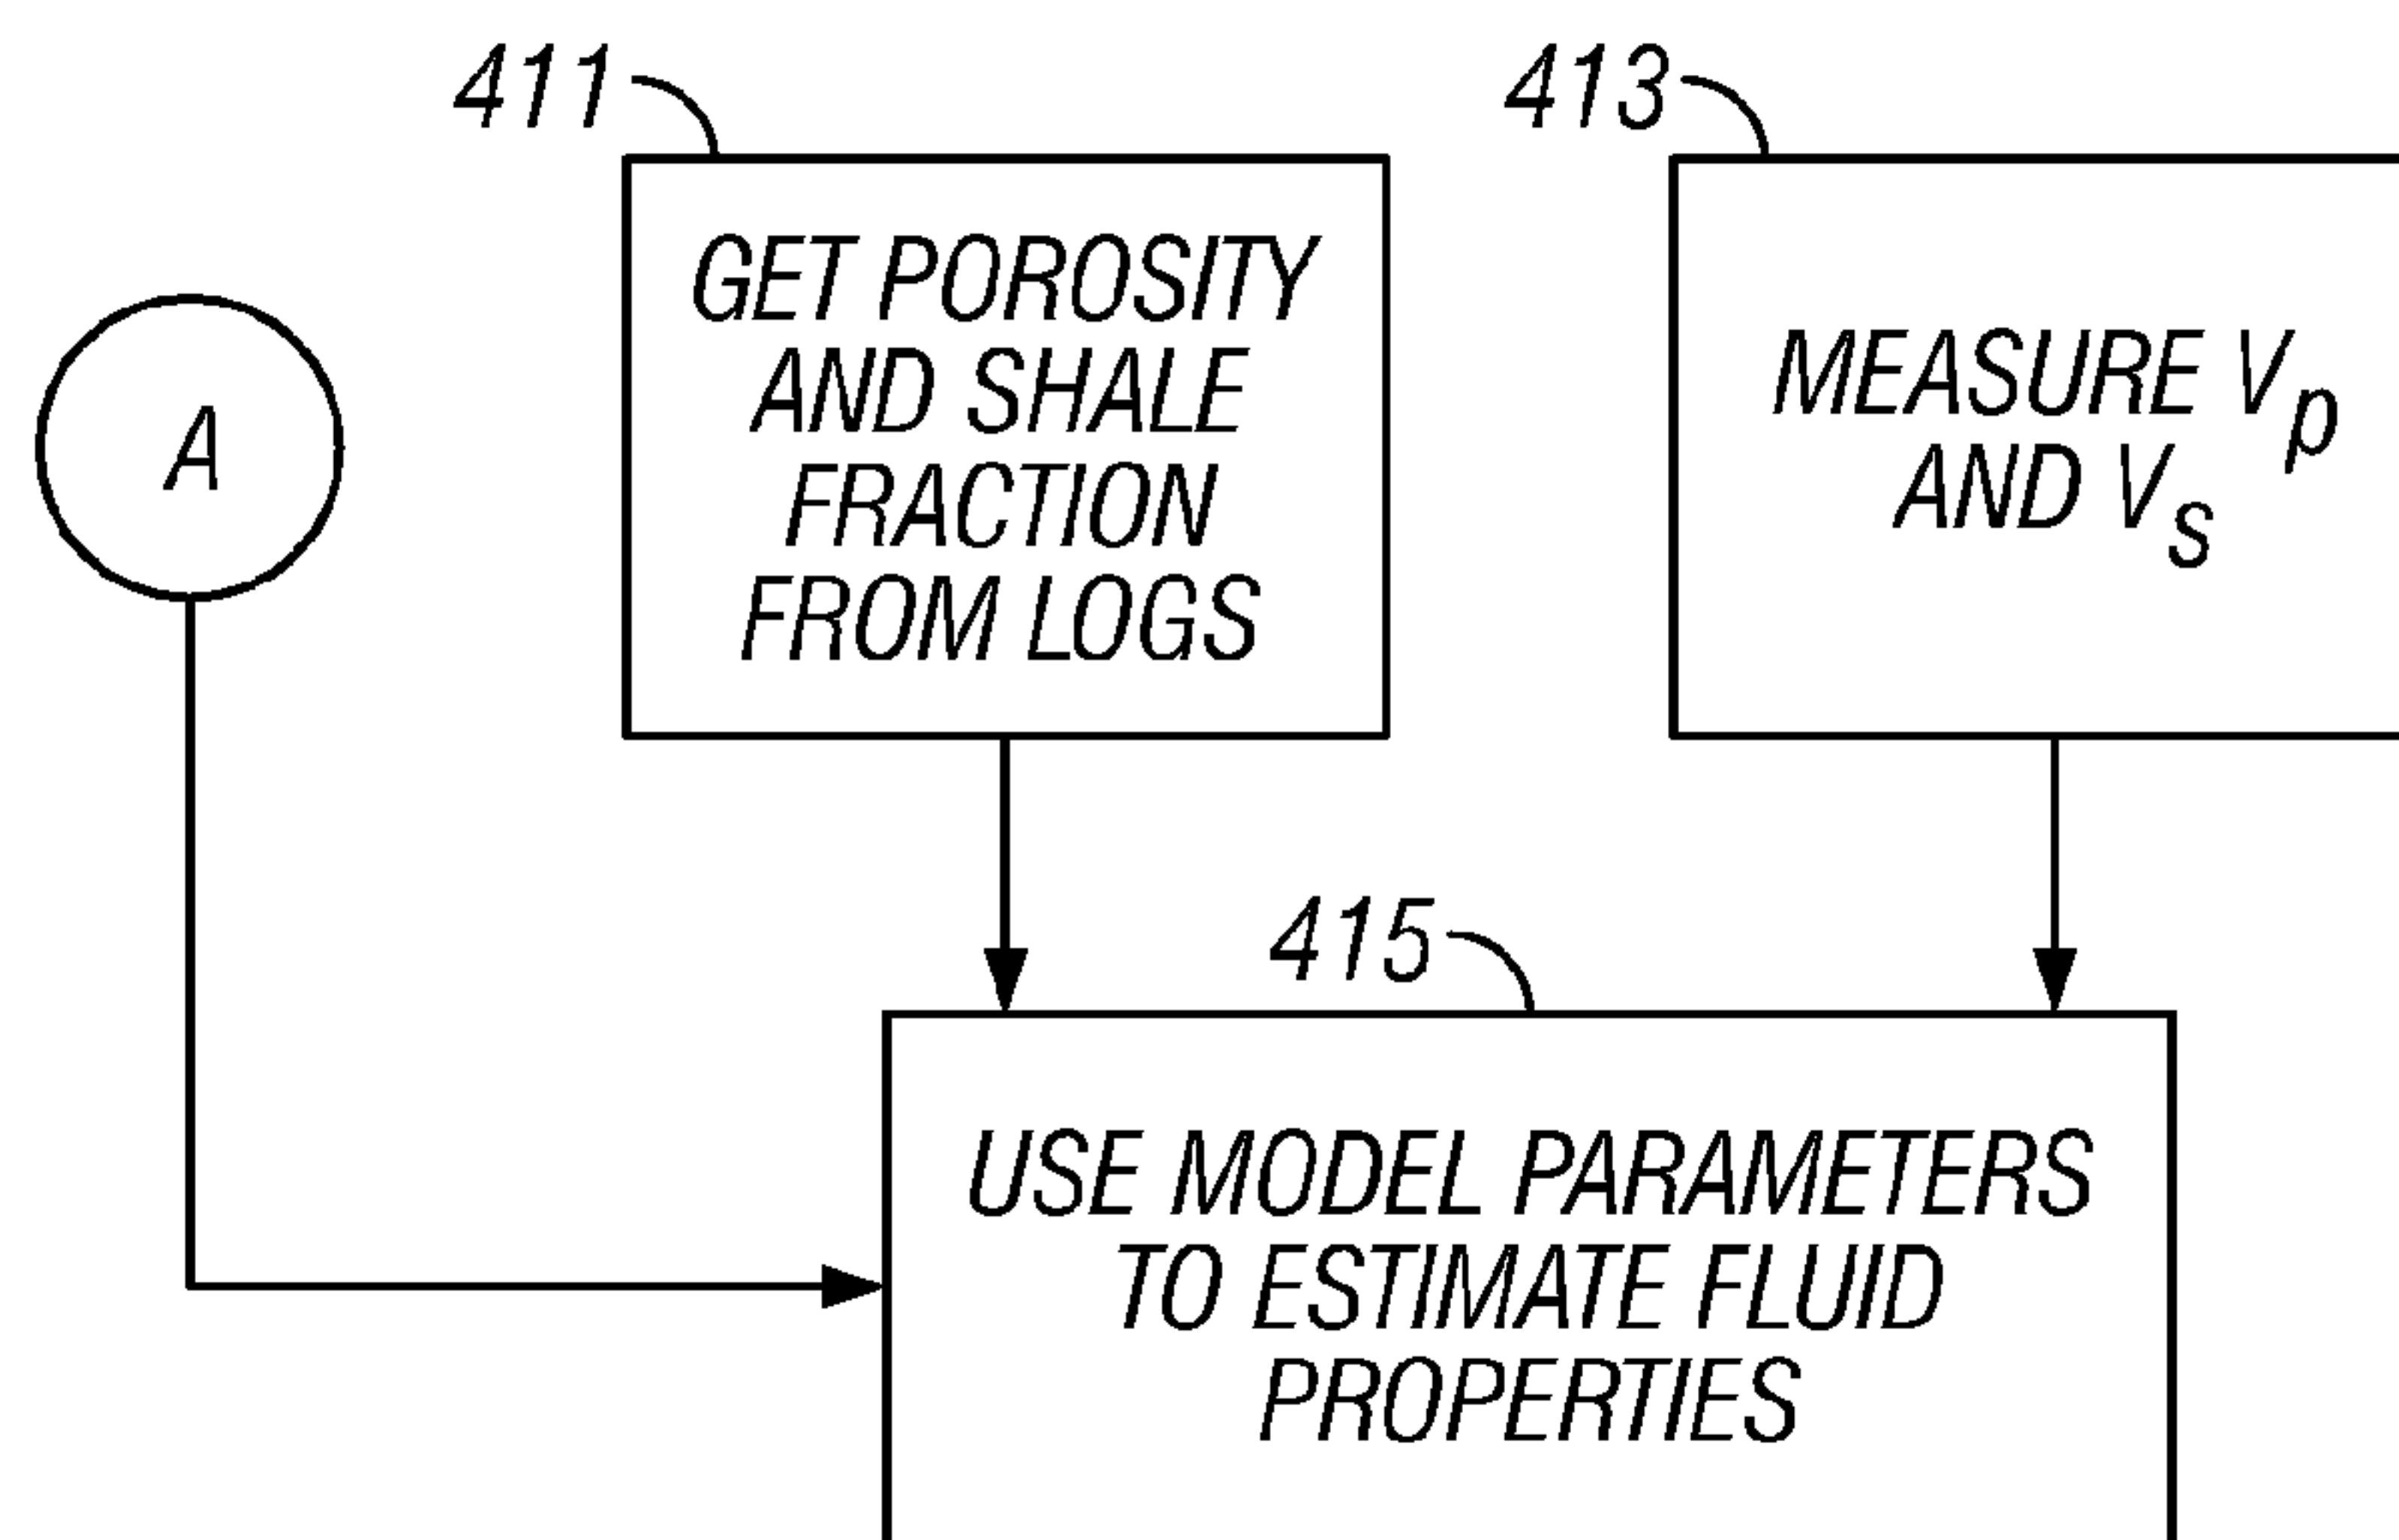 411
413
A
GET POROSITY
AND SHALE
FRACTION
FROM LOGS
MEASURE Vp
AND Vs
415
USE MODEL PARAMETERS
TO ESTIMATE FLUID
PROPERTIES